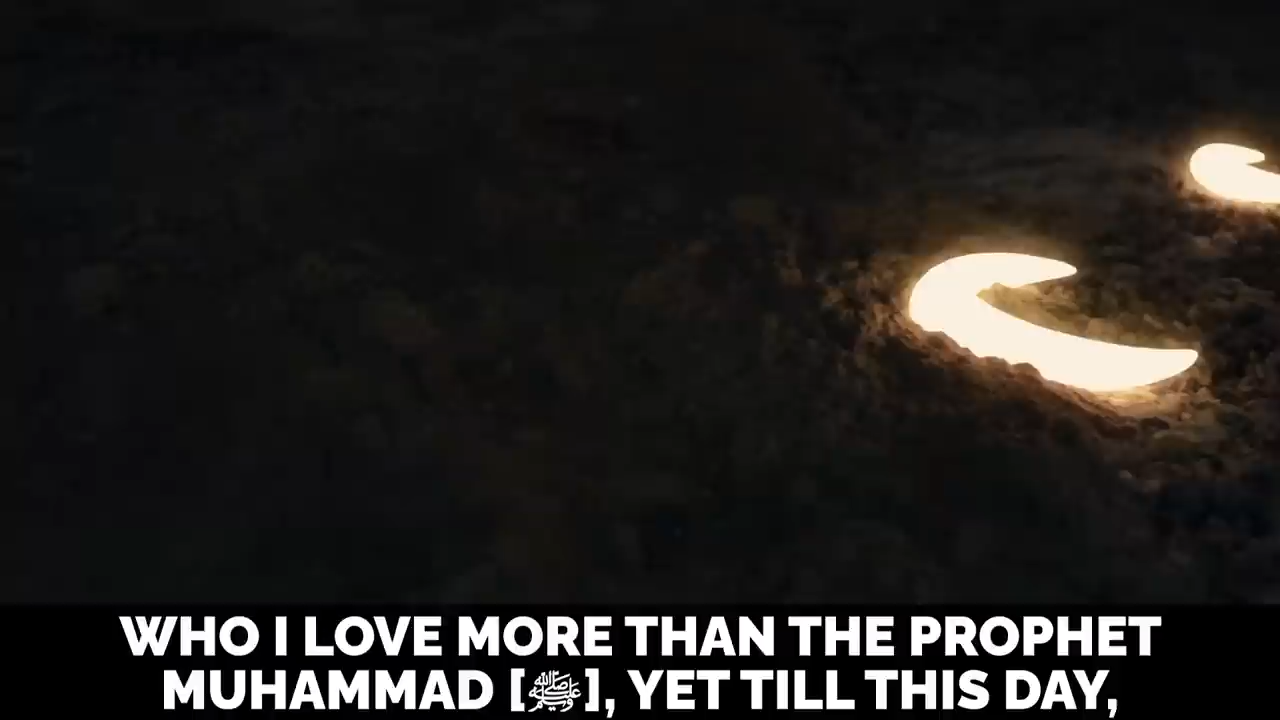 WHO I LOVE MORE THAN THE PROPHET
MUHAMMAD [ﷺ], YET TILL THIS DAY,